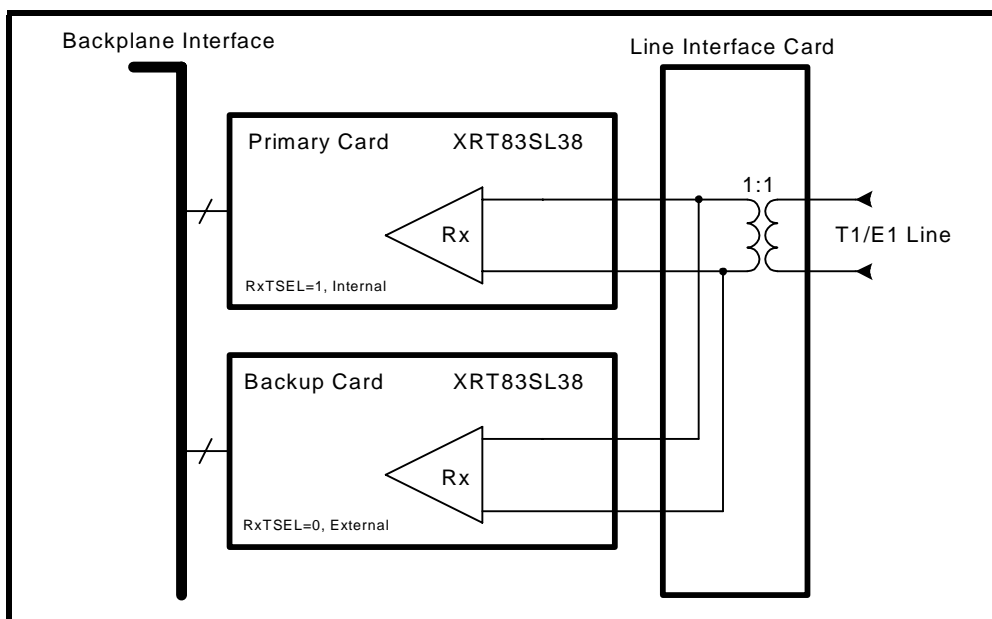 Backplane Interface
Line Interface Card
Primary Card XRT83SL38
Rx
RxTSEL=1, Internal
1:1
T1/E1 Line
Backup Card XRT83SL38
Rx
RxTSEL=0, External